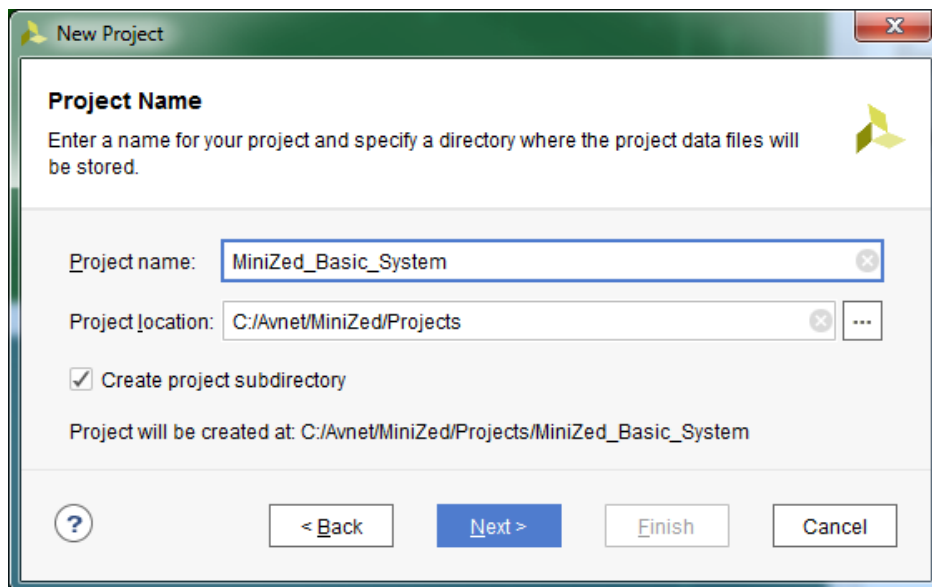 New Project
Project Name
Enter a name for your project and specify a directory where the project data files will
be stored.
Project name: MiniZed_Basic_System
Project location: C:/Avnet/MiniZed/Projects ...
Create project subdirectory
Project will be created at: C:/Avnet/MiniZed/Projects/MiniZed_Basic_System
? < Back Next > Finish Cancel